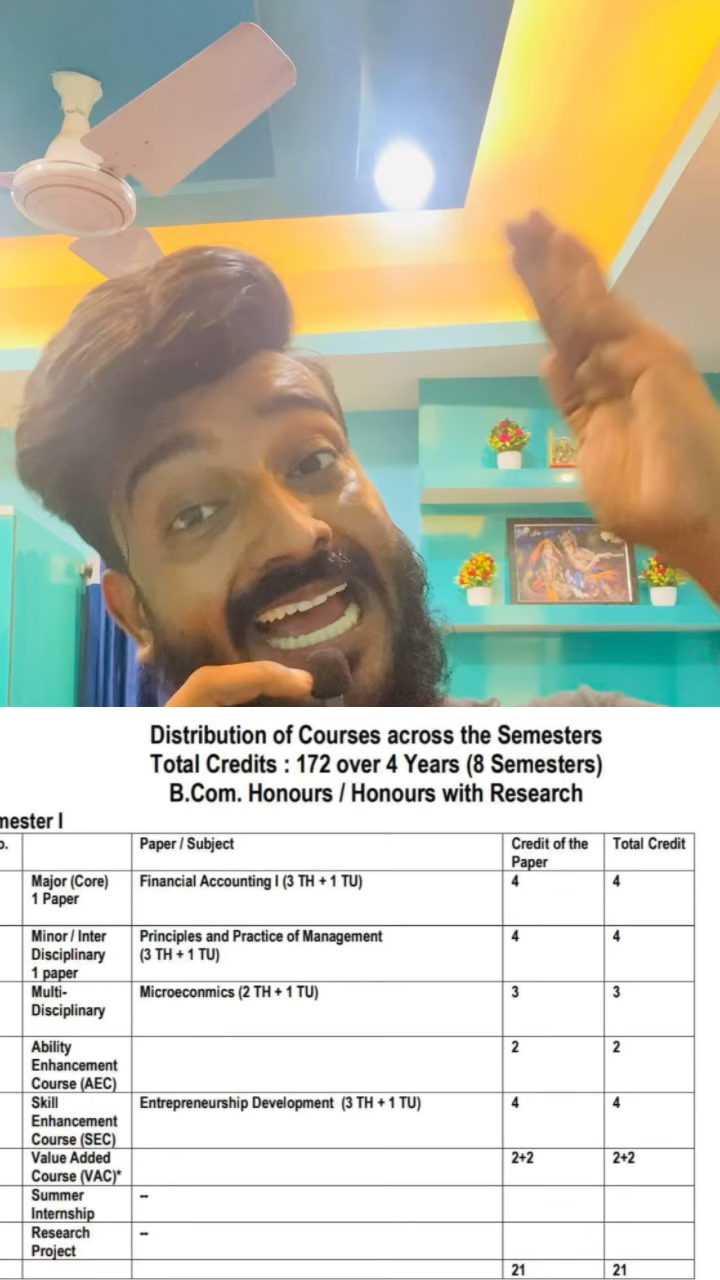 Distribution of Courses across the Semesters
Total Credits : 172 over 4 Years (8 Semesters)
B.Com. Honours / Honours with Research
mester I
o.
Paper / Subject
Credit of the
Paper
Total Credit
Major (Core)
1 Paper
Financial Accounting I (3 TH + 1 TU)
4
4
Minor / Inter
Disciplinary
1 paper
Principles and Practice of Management
(3 TH + 1 TU)
4
4
Multi-
Disciplinary
Microeconmics (2 TH + 1 TU)
3
3
Ability
Enhancement
Course (AEC)
2
2
Skill
Enhancement
Course (SEC)
Entrepreneurship Development (3 TH + 1 TU)
4
4
Value Added
Course (VAC)*
2+2
2+2
Summer
Internship
--
Research
Project
--
21
21